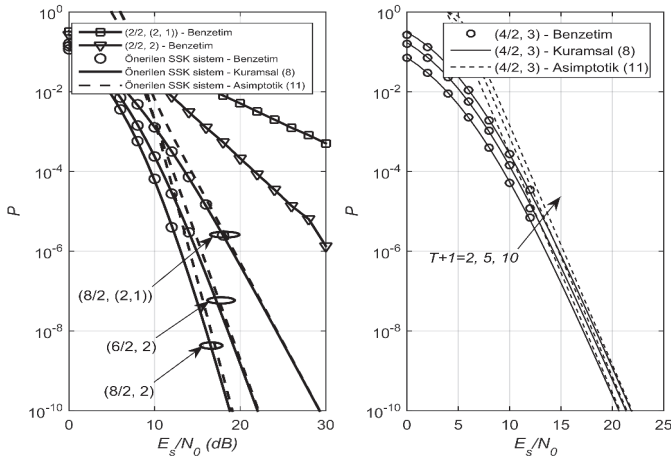 (2/2, (2, 1)) - Benzetim
(2/2, 2) - Benzetim
Önerilen SSK sistem - Benzetim
Önerilen SSK sistem - Kuramsal (8)
Önerilen SSK sistem - Asimptotik (11)
10^0
10^-2
10^-4
10^-6
10^-8
10^-10
P
(8/2, (2,1))
(6/2, 2)
(8/2, 2)
0 10 20 30
E_s/N_0 (dB)
(4/2, 3) - Benzetim
(4/2, 3) - Kuramsal (8)
(4/2, 3) - Asimptotik (11)
10^0
10^-2
10^-4
10^-6
10^-8
10^-10
P
T+1=2, 5, 10
0 5 10 15 20 25
E_s/N_0